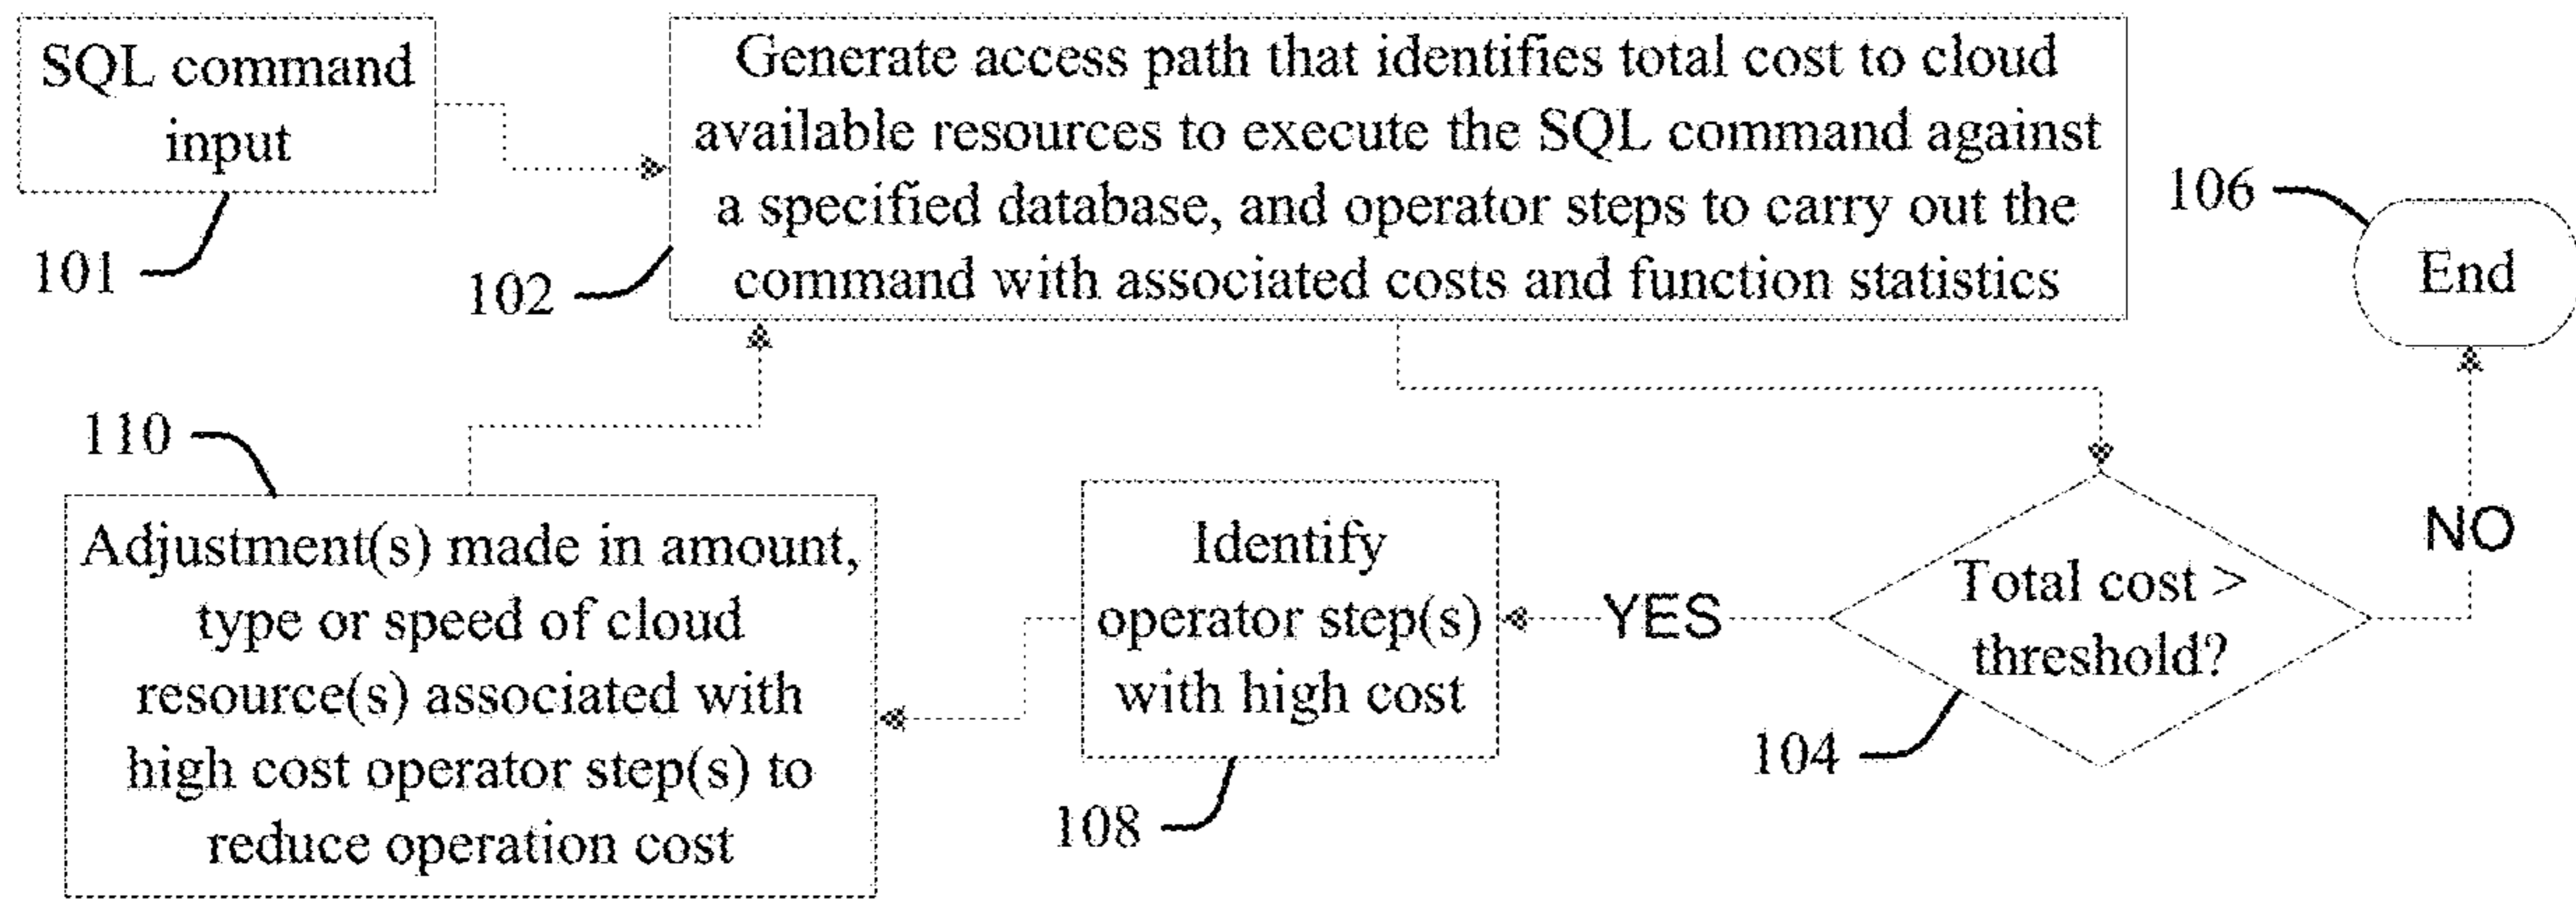 SQL command
input
101
Generate access path that identifies total cost to cloud
available resources to execute the SQL command against
a specified database, and operator steps to carry out the
command with associated costs and function statistics
102
106
End
110
Adjustment(s) made in amount,
type or speed of cloud
resource(s) associated with
high cost operator step(s) to
reduce operation cost
Identify
operator step(s)
with high cost
108
YES
Total cost >
threshold?
104
NO